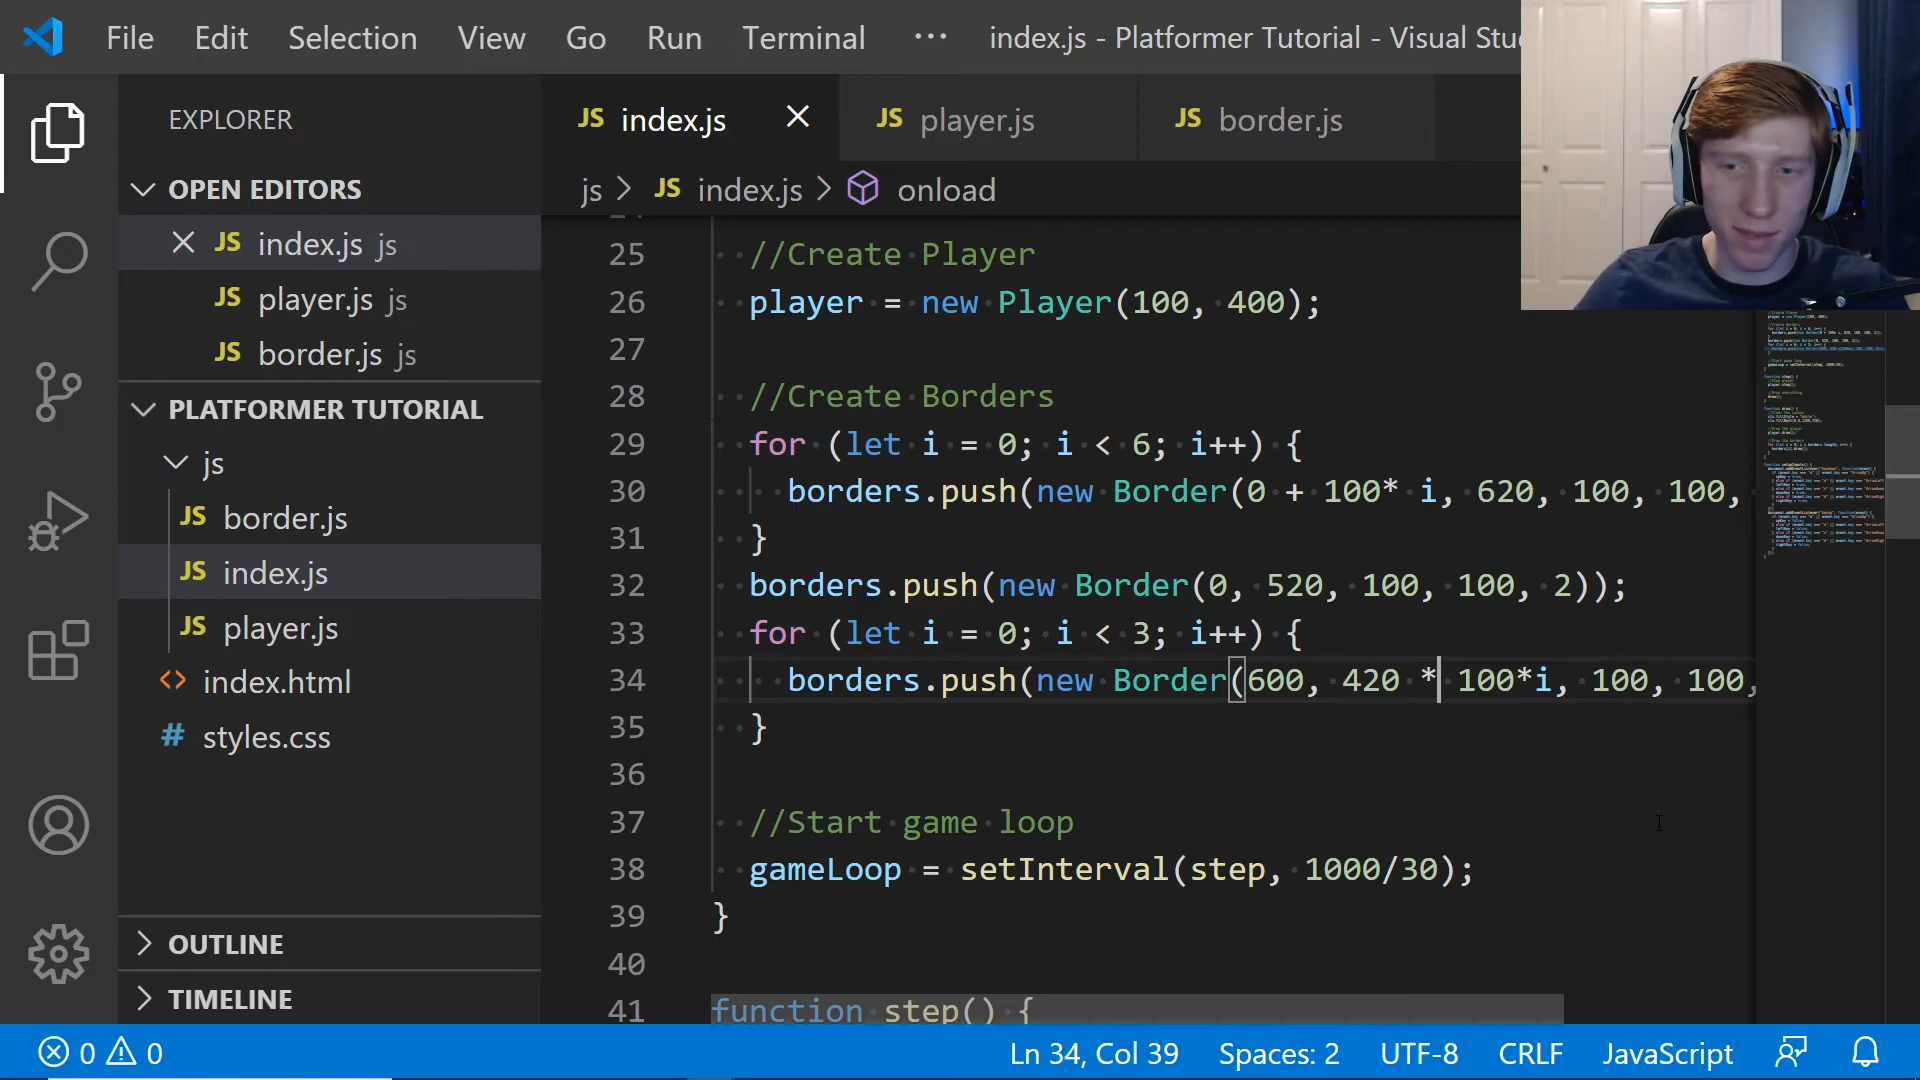 File Edit Selection View Go Run Terminal ··· index.js - Platformer Tutorial - Visual Stu
EXPLORER
OPEN EDITORS
JS index.js js
JS player.js js
JS border.js js
PLATFORMER TUTORIAL
js
JS border.js
JS index.js
JS player.js
<> index.html
# styles.css
OUTLINE
TIMELINE
JS index.js JS player.js JS border.js
js > JS index.js > onload
25 //Create Player
26 player = new Player(100, 400);
27
28 //Create Borders
29 for (let i = 0; i < 6; i++) {
30 borders.push(new Border(0 + 100* i, 620, 100, 100,
31 }
32 borders.push(new Border(0, 520, 100, 100, 2));
33 for (let i = 0; i < 3; i++) {
34 borders.push(new Border(600, 420 * 100*i, 100, 100,
35 }
36
37 //Start game loop
38 gameLoop = setInterval(step, 1000/30);
39 }
40
41 function step() {
0 0 Ln 34, Col 39 Spaces: 2 UTF-8 CRLF JavaScript